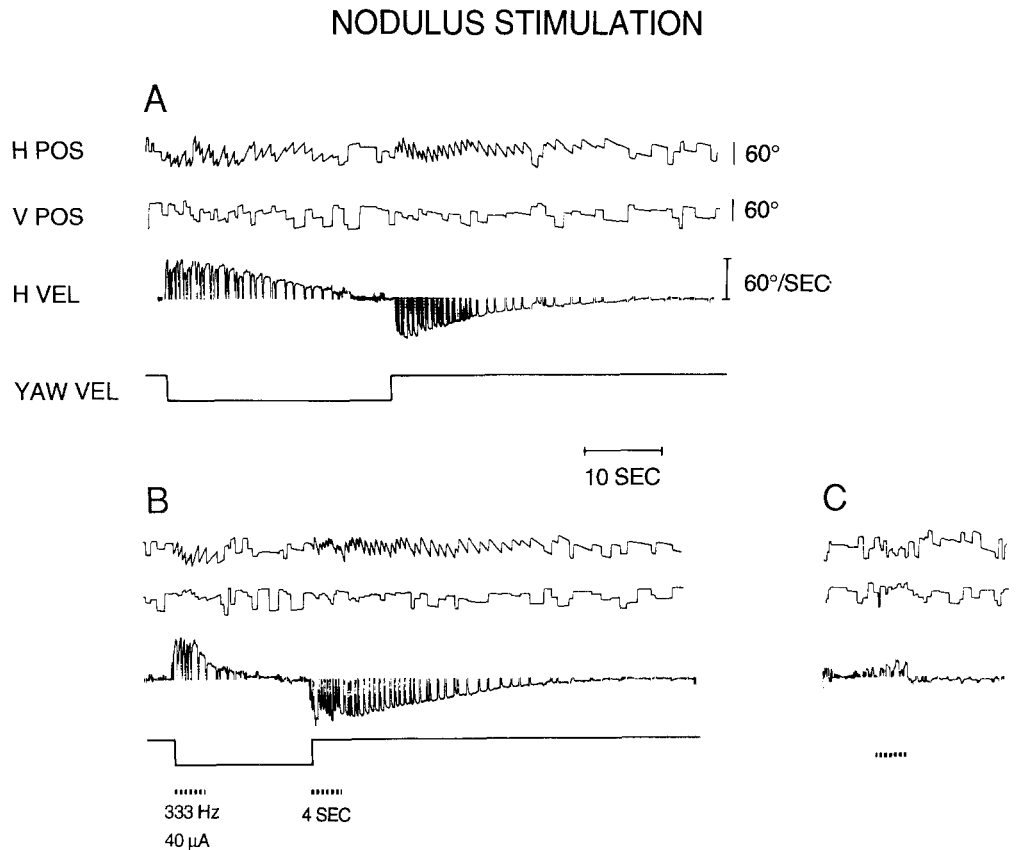 NODULUS STIMULATION
A
H POS
60°
V POS
60°
H VEL
60°/SEC
YAW VEL
10 SEC
B
C
333 Hz
4 SEC
40 µA